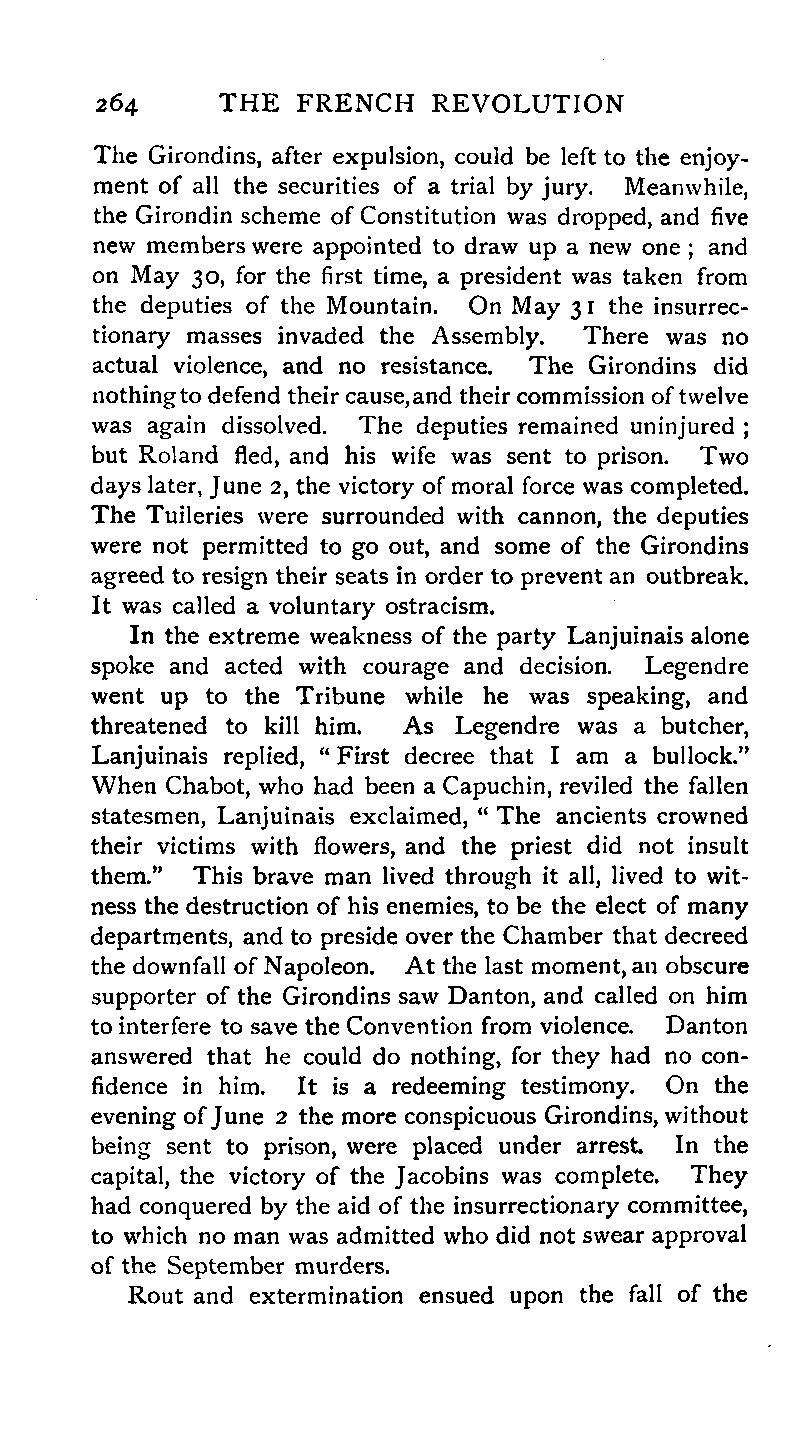 264 THE FRENCH REVOLUTION
The Girondins, after expulsion, could be left to the enjoy-
ment of all the securities of a trial by jury. Meanwhile,
the Girondin scheme of Constitution was dropped, and five
new members were appointed to draw up a new one ; and
on May 30, for the first time, a president was taken from
the deputies of the Mountain. On May 31 the insurrec-
tionary masses invaded the Assembly. There was no
actual violence, and no resistance. The Girondins did
nothing to defend their cause, and their commission of twelve
was again dissolved. The deputies remained uninjured ;
but Roland fled, and his wife was sent to prison. Two
days later, June 2, the victory of moral force was completed.
The Tuileries were surrounded with cannon, the deputies
were not permitted to go out, and some of the Girondins
agreed to resign their seats in order to prevent an outbreak.
It was called a voluntary ostracism.
In the extreme weakness of the party Lanjuinais alone
spoke and acted with courage and decision. Legendre
went up to the Tribune while he was speaking, and
threatened to kill him. As Legendre was a butcher,
Lanjuinais replied, “ First decree that I am a bullock.”
When Chabot, who had been a Capuchin, reviled the fallen
statesmen, Lanjuinais exclaimed, “ The ancients crowned
their victims with flowers, and the priest did not insult
them.” This brave man lived through it all, lived to wit-
ness the destruction of his enemies, to be the elect of many
departments, and to preside over the Chamber that decreed
the downfall of Napoleon. At the last moment, an obscure
supporter of the Girondins saw Danton, and called on him
to interfere to save the Convention from violence. Danton
answered that he could do nothing, for they had no con-
fidence in him. It is a redeeming testimony. On the
evening of June 2 the more conspicuous Girondins, without
being sent to prison, were placed under arrest. In the
capital, the victory of the Jacobins was complete. They
had conquered by the aid of the insurrectionary committee,
to which no man was admitted who did not swear approval
of the September murders.
Rout and extermination ensued upon the fall of the